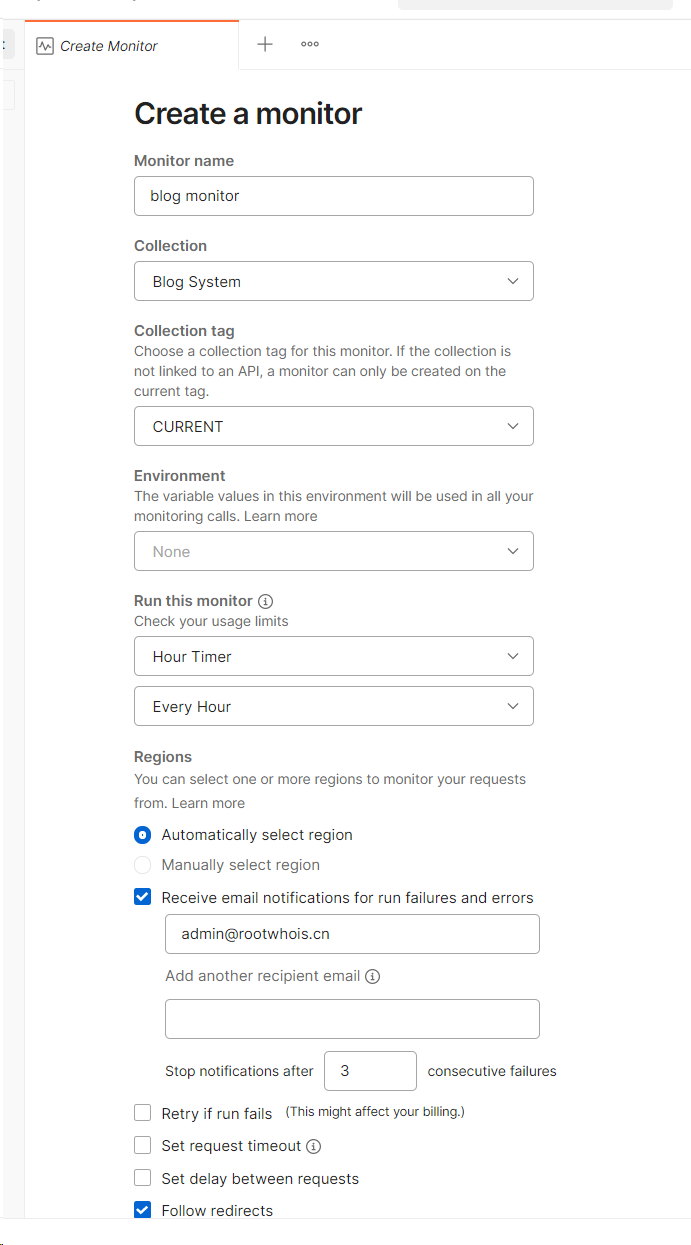 Create Monitor
Create a monitor
Monitor name
blog monitor
Collection
Blog System
Collection tag
Choose a collection tag for this monitor. If the collection is
not linked to an API, a monitor can only be created on the
current tag.
CURRENT
Environment
The variable values in this environment will be used in all your
monitoring calls. Learn more
None
Run this monitor
Check your usage limits
Hour Timer
Every Hour
Regions
You can select one or more regions to monitor your requests
from. Learn more
Automatically select region
Manually select region
Receive email notifications for run failures and errors
admin@rootwhois.cn
Add another recipient email
Stop notifications after 3 consecutive failures
Retry if run fails (This might affect your billing.)
Set request timeout
Set delay between requests
Follow redirects